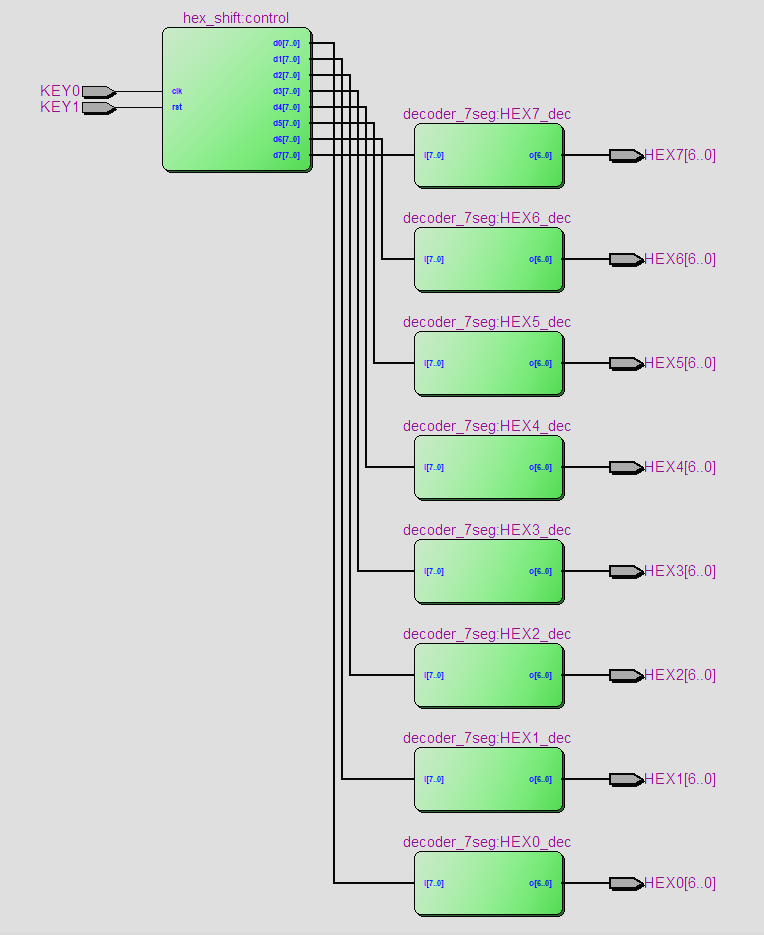 hex_shift:control
d0[7..0]
d1[7..0]
d2[7..0]
KEY0
clk
d3[7..0]
KEY1
rst
d4[7..0]
d5[7..0]
d6[7..0]
d7[7..0]
decoder_7seg:HEX7_dec
i[7..0]
o[6..0]
HEX7[6..0]
decoder_7seg:HEX6_dec
i[7..0]
o[6..0]
HEX6[6..0]
decoder_7seg:HEX5_dec
i[7..0]
o[6..0]
HEX5[6..0]
decoder_7seg:HEX4_dec
i[7..0]
o[6..0]
HEX4[6..0]
decoder_7seg:HEX3_dec
i[7..0]
o[6..0]
HEX3[6..0]
decoder_7seg:HEX2_dec
i[7..0]
o[6..0]
HEX2[6..0]
decoder_7seg:HEX1_dec
i[7..0]
o[6..0]
HEX1[6..0]
decoder_7seg:HEX0_dec
i[7..0]
o[6..0]
HEX0[6..0]